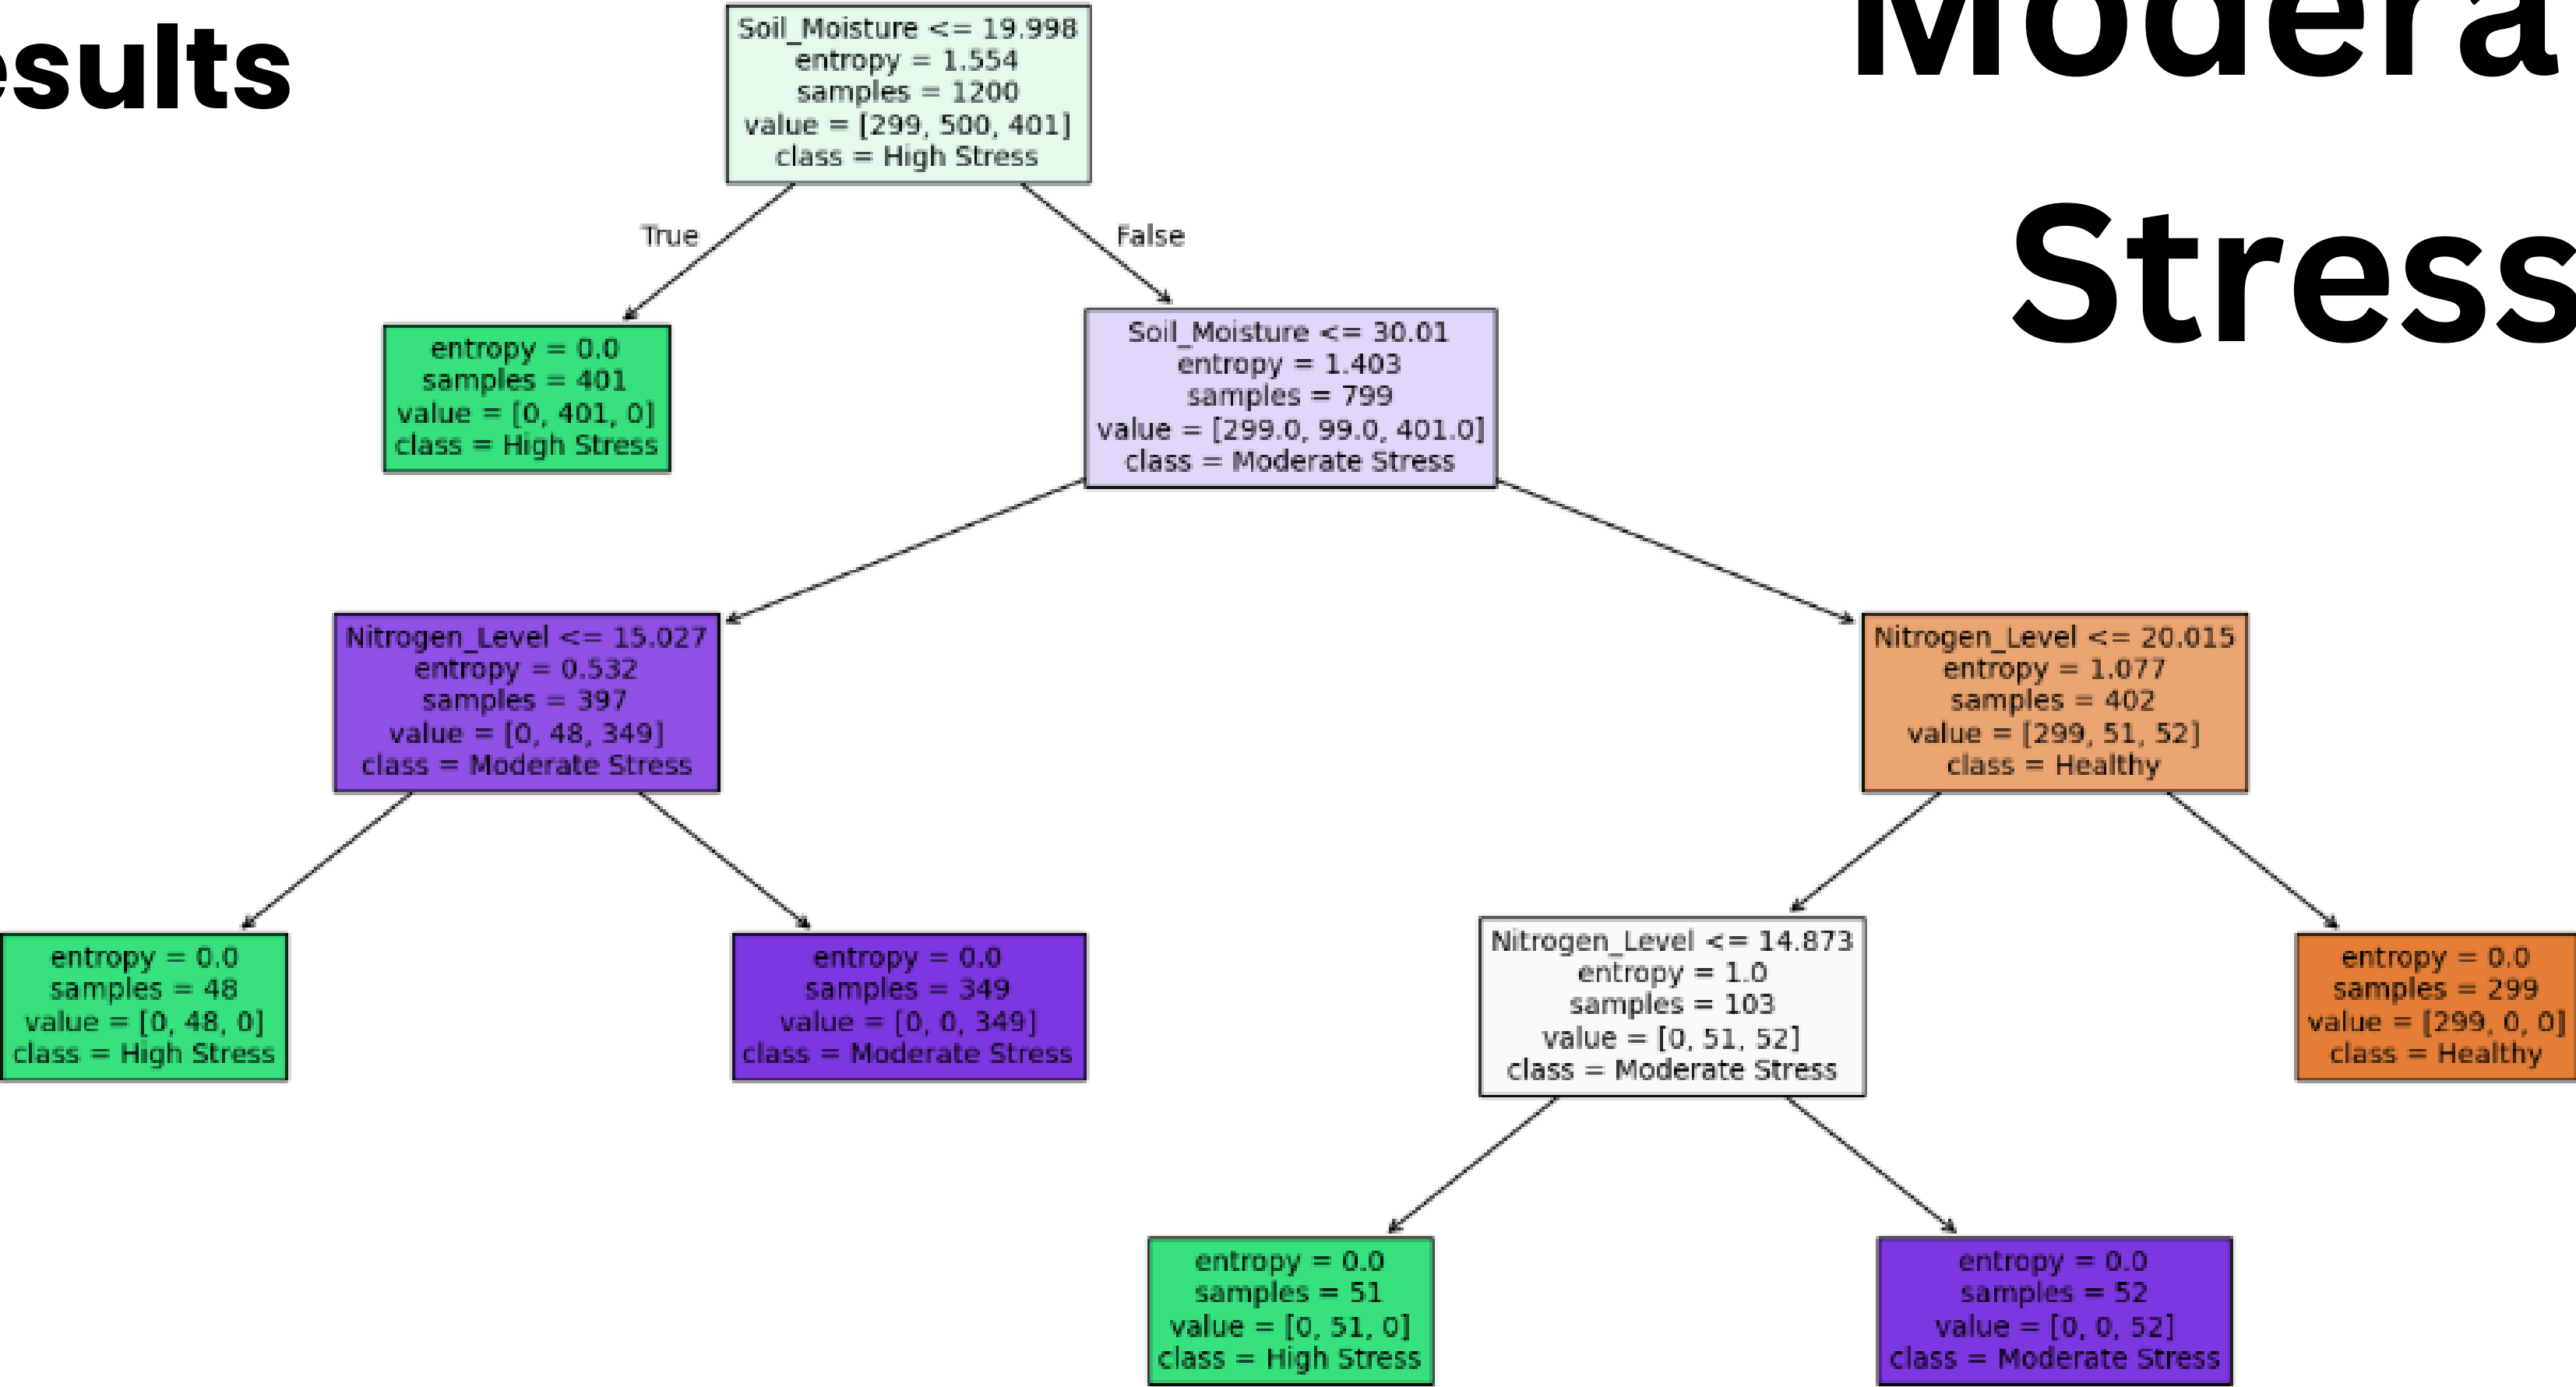 esults
Modera
Stress
Soil_Moisture <= 19.998
entropy = 1.554
samples = 1200
value = [299, 500, 401]
class = High Stress
True
False
entropy = 0.0
samples = 401
value = [0, 401, 0]
class = High Stress
Soil_Moisture <= 30.01
entropy = 1.403
samples = 799
value = [299.0, 99.0, 401.0]
class = Moderate Stress
Nitrogen_Level <= 15.027
entropy = 0.532
samples = 397
value = [0, 48, 349]
class = Moderate Stress
Nitrogen_Level <= 20.015
entropy = 1.077
samples = 402
value = [299, 51, 52]
class = Healthy
entropy = 0.0
samples = 48
value = [0, 48, 0]
class = High Stress
entropy = 0.0
samples = 349
value = [0, 0, 349]
class = Moderate Stress
Nitrogen_Level <= 14.873
entropy = 1.0
samples = 103
value = [0, 51, 52]
class = Moderate Stress
entropy = 0.0
samples = 299
value = [299, 0, 0]
class = Healthy
entropy = 0.0
samples = 51
value = [0, 51, 0]
class = High Stress
entropy = 0.0
samples = 52
value = [0, 0, 52]
class = Moderate Stress